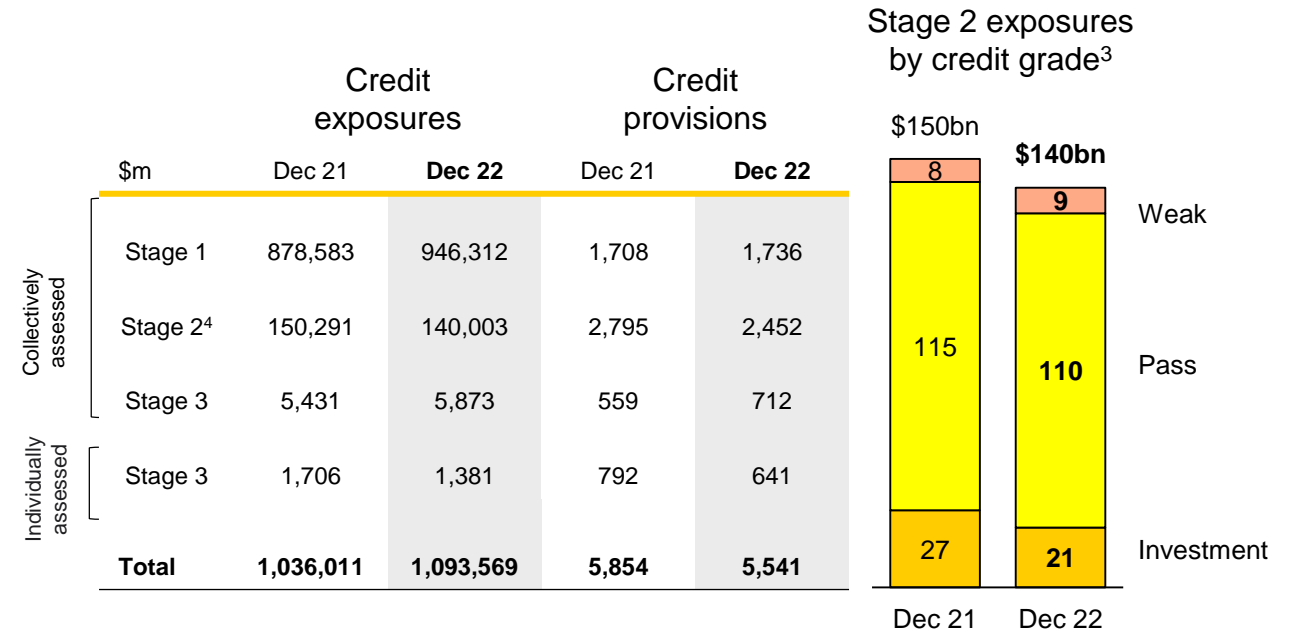 Credit exposures
Credit provisions
$m Dec 21 Dec 22 Dec 21 Dec 22
Collectively assessed
Stage 1 878,583 946,312 1,708 1,736
Stage 2⁴ 150,291 140,003 2,795 2,452
Stage 3 5,431 5,873 559 712
Individually assessed
Stage 3 1,706 1,381 792 641
Total 1,036,011 1,093,569 5,854 5,541
Stage 2 exposures
by credit grade³
$150bn
$140bn
8
9
Weak
115
110
Pass
27
21
Investment
Dec 21 Dec 22